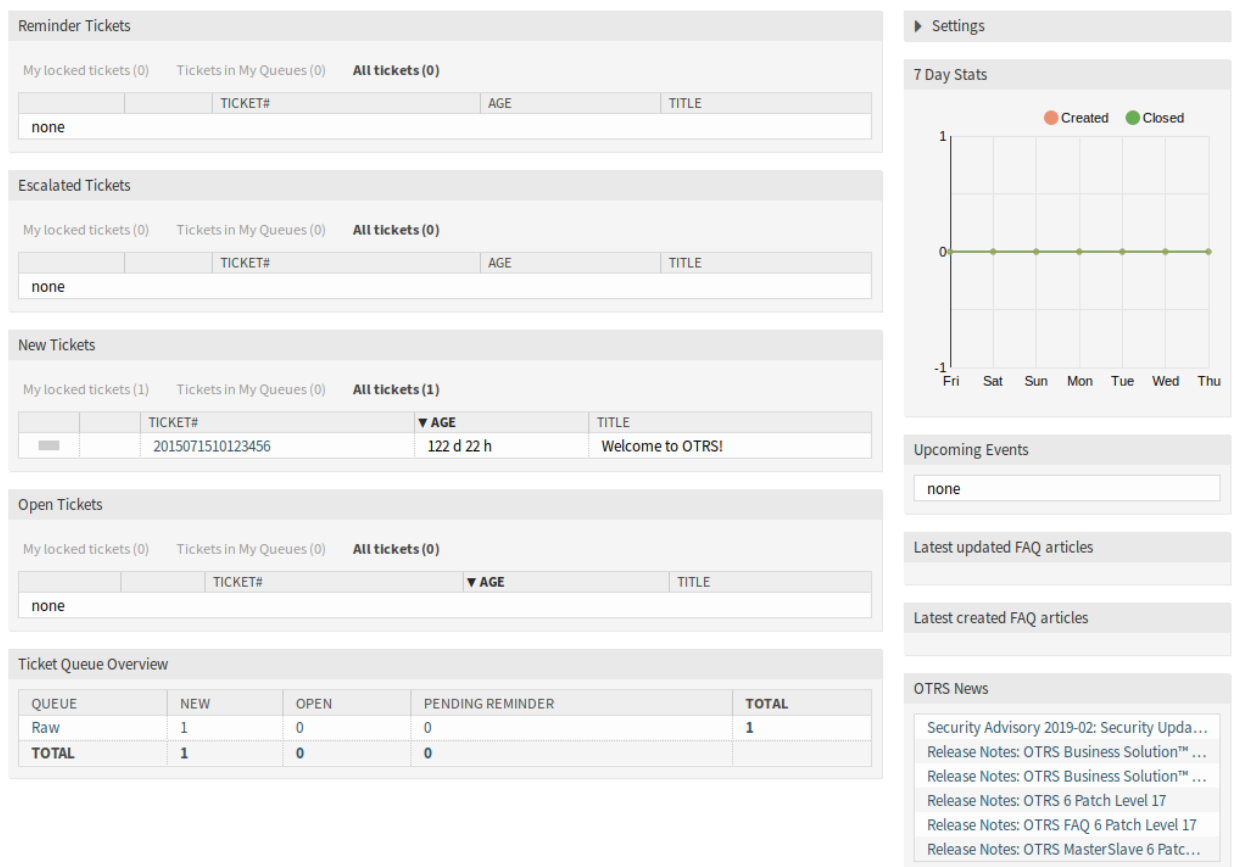 Reminder Tickets
My locked tickets (0) Tickets in My Queues (0) All tickets (0)
TICKET# AGE TITLE
none
Escalated Tickets
My locked tickets (0) Tickets in My Queues (0) All tickets (0)
TICKET# AGE TITLE
none
New Tickets
My locked tickets (1) Tickets in My Queues (0) All tickets (1)
TICKET# ▼ AGE TITLE
2015071510123456 122 d 22 h Welcome to OTRS!
Open Tickets
My locked tickets (0) Tickets in My Queues (0) All tickets (0)
TICKET# ▼ AGE TITLE
none
Ticket Queue Overview
QUEUE NEW OPEN PENDING REMINDER TOTAL
Raw 1 0 0 1
TOTAL 1 0 0
Settings
7 Day Stats
Created Closed
1
0
-1
Fri Sat Sun Mon Tue Wed Thu
Upcoming Events
none
Latest updated FAQ articles
Latest created FAQ articles
OTRS News
Security Advisory 2019-02: Security Upda...
Release Notes: OTRS Business Solution™ ...
Release Notes: OTRS Business Solution™ ...
Release Notes: OTRS 6 Patch Level 17
Release Notes: OTRS FAQ 6 Patch Level 17
Release Notes: OTRS MasterSlave 6 Patc...